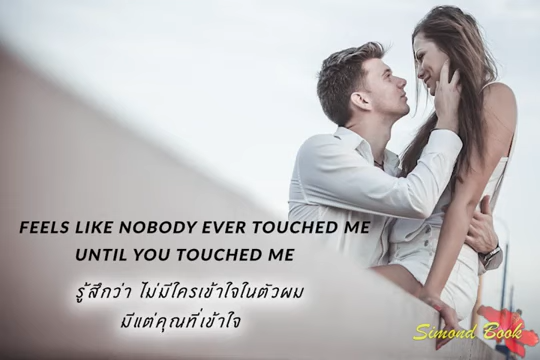 FEELS LIKE NOBODY EVER TOUCHED ME
UNTIL YOU TOUCHED ME
รู้สึกว่า ไม่มีใครเข้าใจในตัวผม
มีแต่คุณที่เข้าใจ
Simond Book